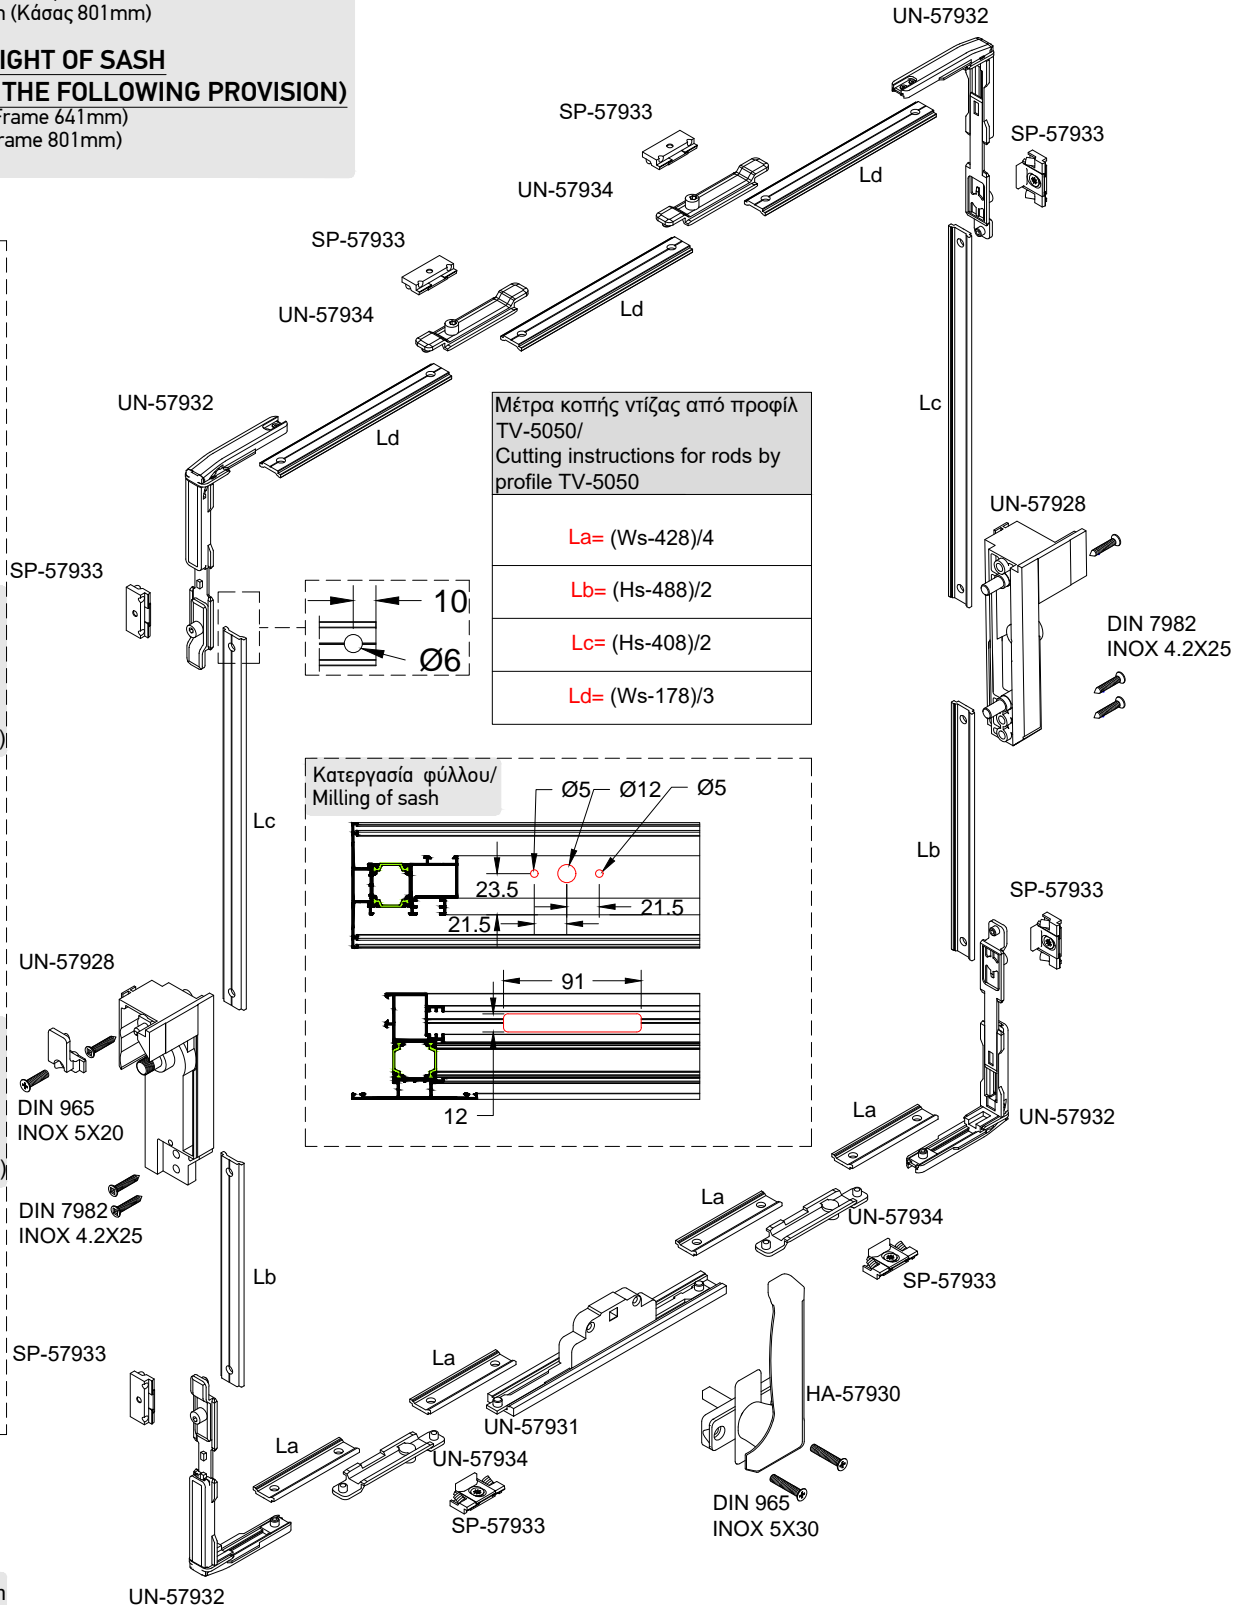 (Κάσας 801mm)
IGHT OF SASH
THE FOLLOWING PROVISION)
Frame 641mm)
rame 801mm)
UN-57932
SP-57933
SP-57933
UN-57934
Ld
SP-57933
UN-57934
Ld
UN-57932
Ld
Lc
Μέτρα κοπής ντίζας από προφίλ
TV-5050/
Cutting instructions for rods by
profile TV-5050
La= (Ws-428)/4
Lb= (Hs-488)/2
Lc= (Hs-408)/2
Ld= (Ws-178)/3
UN-57928
SP-57933
10
Ø6
DIN 7982
INOX 4.2X25
)
Κατεργασία φύλλου/
Milling of sash
Ø5
Ø12
Ø5
23.5
21.5
21.5
91
12
Lc
Lb
SP-57933
UN-57928
DIN 965
INOX 5X20
)
DIN 7982
INOX 4.2X25
La
UN-57932
La
UN-57934
SP-57933
Lb
SP-57933
La
HA-57930
UN-57931
La
UN-57934
SP-57933
DIN 965
INOX 5X30
UN-57932